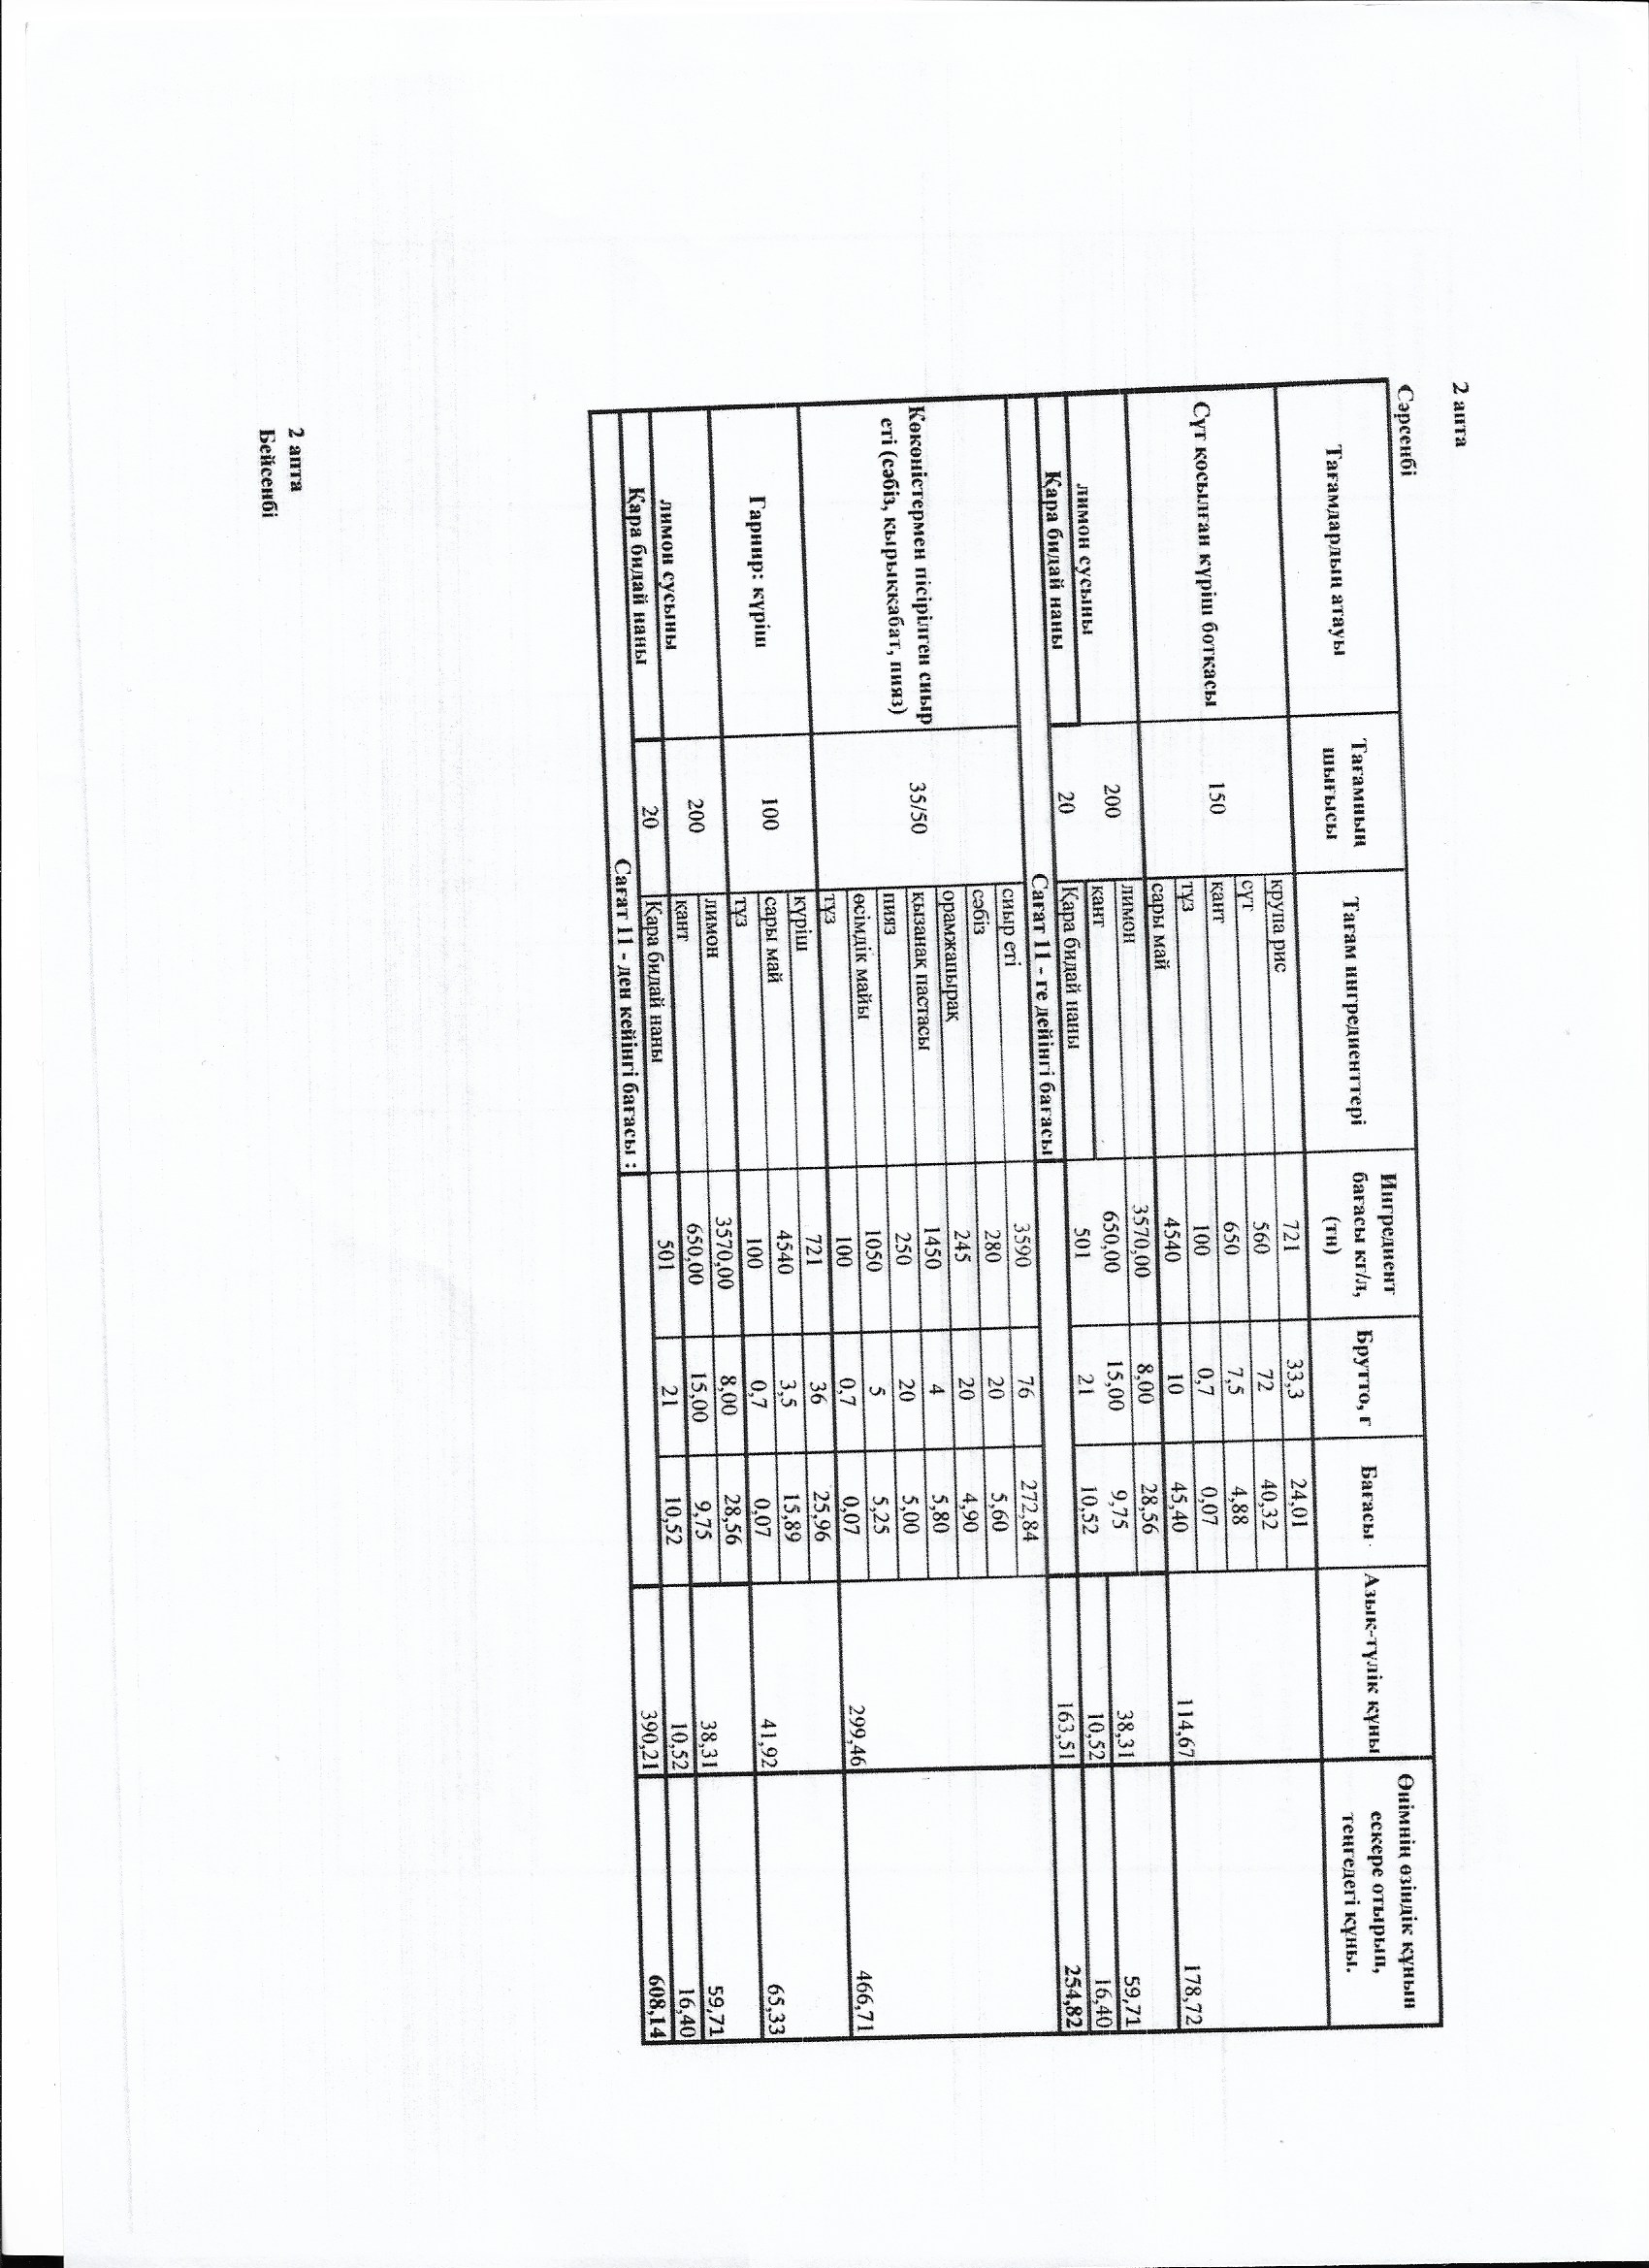 2 апта
Сәрсенбі
Тағамдардың атауы Тағамның шығысы Тағам ингредиенттері Ингредиент бағасы кг/л, (тн) Брутто, г Бағасы Азық-түлік құны Өнімнің өзіндік құнын ескере отырып, теңгедегі құны.
Сүт қосылған күріш ботқасы 150 крупа рис 721 33,3 24,01
сүт 560 72 40,32
қант 650 7,5 4,88
тұз 100 0,7 0,07
сары май 4540 10 45,40 114,67 178,72
лимон сусыны 200 лимон 3570,00 8,00 28,56
қант 650,00 15,00 9,75 38,31 59,71
Қара бидай наны 20 Қара бидай наны 501 21 10,52 10,52 16,40
Сағат 11 - ге дейінгі бағасы 163,51 254,82
Көкөністермен пісірілген сиыр еті (сәбіз, қырыққабат, пияз) 35/50 сиыр еті 3590 76 272,84
сәбіз 280 20 5,60
орамжапырақ 245 20 4,90
қызанақ пастасы 1450 4 5,80
пияз 250 20 5,00
өсімдік майы 1050 5 5,25
тұз 100 0,7 0,07 299,46 466,71
Гарнир: күріш 100 күріш 721 36 25,96
сары май 4540 3,5 15,89
тұз 100 0,7 0,07 41,92 65,33
лимон сусыны 200 лимон 3570,00 8,00 28,56
қант 650,00 15,00 9,75 38,31 59,71
Қара бидай наны 20 Қара бидай наны 501 21 10,52 10,52 16,40
Сағат 11 - ден кейінгі бағасы : 390,21 608,14
2 апта
Бейсенбі